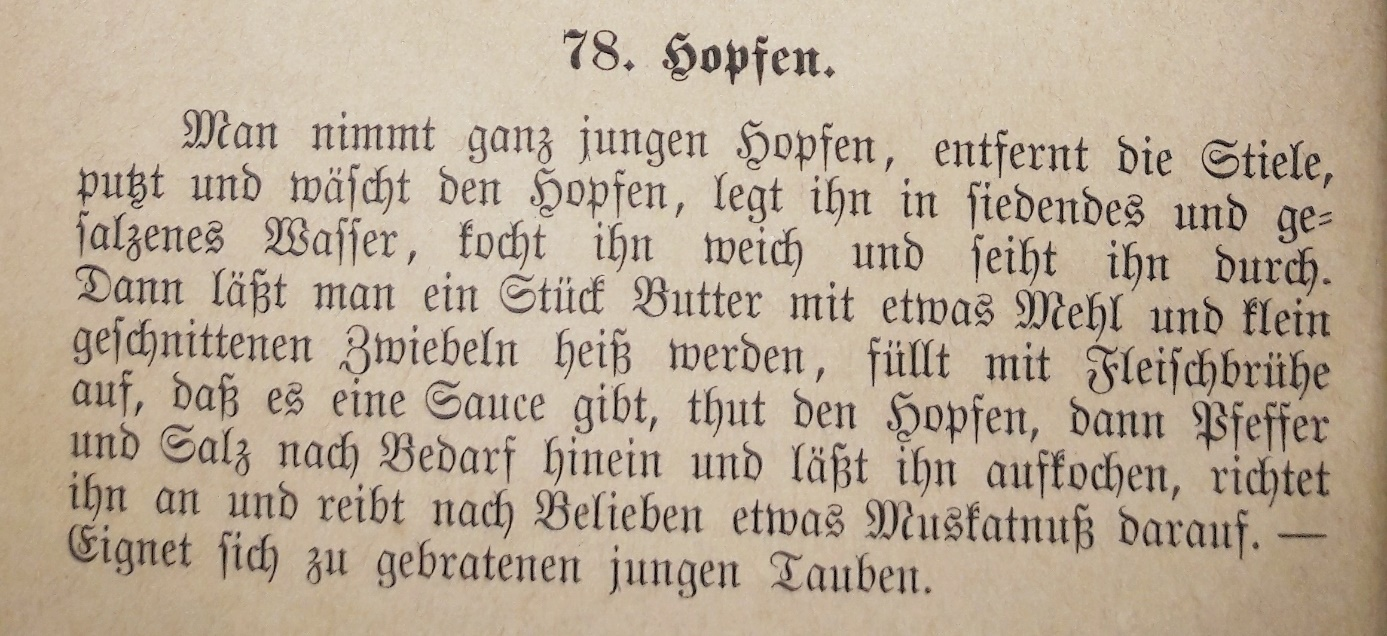 78. Hopfen.
Man nimmt ganz jungen Hopfen, entfernt die Stiele,
putzt und wäscht den Hopfen, legt ihn in siedendes und ge-
salzenes Wasser, kocht ihn weich und seiht ihn durch.
Dann läßt man ein Stück Butter mit etwas Mehl und klein
geschnittenen Zwiebeln heiß werden, füllt mit Fleischbrühe
auf, daß es eine Sauce gibt, thut den Hopfen, dann Pfeffer
und Salz nach Bedarf hinein und läßt ihn aufkochen, richtet
ihn an und reibt nach Belieben etwas Muskatnuß darauf. —
Eignet sich zu gebratenen jungen Tauben.